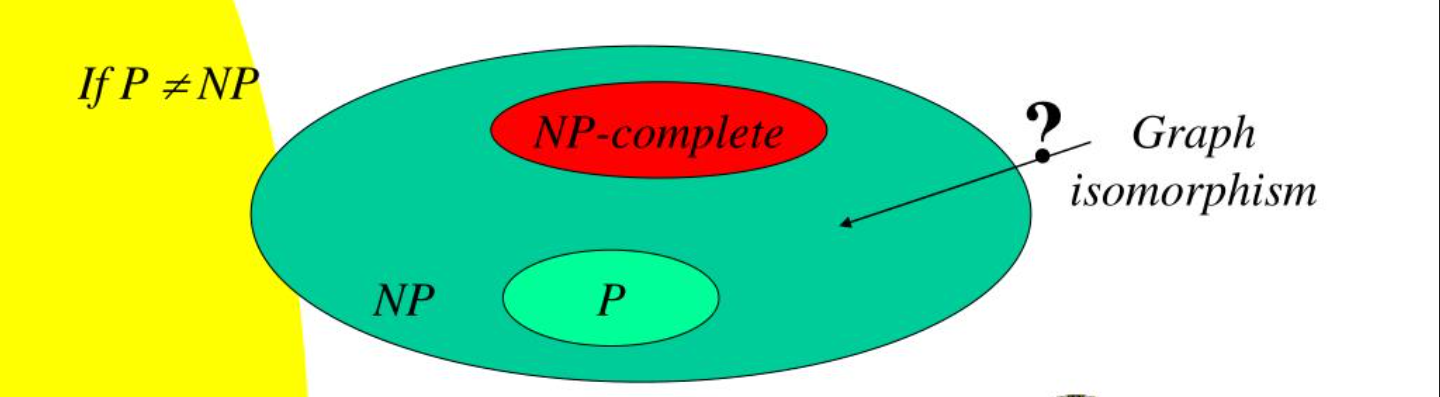 If P ≠ NP
NP-complete
?
Graph
isomorphism
NP
P